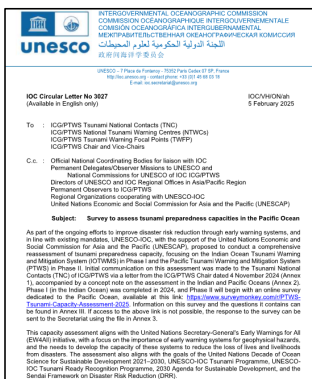 INTERGOVERNMENTAL OCEANOGRAPHIC COMMISSION
COMMISSION OCÉANOGRAPHIQUE INTERGOUVERNEMENTALE
COMISIÓN OCEANOGRÁFICA INTERGUBERNAMENTAL
МЕЖПРАВИТЕЛЬСТВЕННАЯ ОКЕАНОГРАФИЧЕСКАЯ КОМИССИЯ
اللجنة الدولية الحكومية لعلوم المحيطات
政府间海洋学委员会
unesco
UNESCO – 7 Place de Fontenoy - 75352 Paris Cedex 07 SP, France
http://ioc.unesco.org - contact phone: +33 (0)1 45 68 03 18
E-mail: ioc.secretariat@unesco.org
IOC Circular Letter No 3027
(Available in English only)
IOC/VH/ON/ah
5 February 2025
To : ICG/PTWS Tsunami National Contacts (TNC)
ICG/PTWS National Tsunami Warning Centres (NTWCs)
ICG/PTWS Tsunami Warning Focal Points (TWFP)
ICG/PTWS Chair and Vice-Chairs
C.c. : Official National Coordinating Bodies for liaison with IOC
Permanent Delegates/Observer Missions to UNESCO and
National Commissions for UNESCO of IOC ICG/PTWS
Directors of UNESCO and IOC Regional Offices in Asia/Pacific Region
Permanent Observers to ICG/PTWS
Regional Organizations cooperating with UNESCO-IOC
United Nations Economic and Social Commission for Asia and the Pacific (UNESCAP)
Subject: Survey to assess tsunami preparedness capacities in the Pacific Ocean
As part of the ongoing efforts to improve disaster risk reduction through early warning systems, and
in line with existing mandates, UNESCO-IOC, with the support of the United Nations Economic and
Social Commission for Asia and the Pacific (UNESCAP), proposed to conduct a comprehensive
reassessment of tsunami preparedness capacity, focusing on the Indian Ocean Tsunami Warning
and Mitigation System (IOTWMS) in Phase I and the Pacific Tsunami Warning and Mitigation System
(PTWS) in Phase II. Initial communication on this assessment was made to the Tsunami National
Contacts (TNC) of ICG/PTWS via a letter from the ICG/PTWS Chair dated 4 November 2024 (Annex
1), accompanied by a concept note on the assessment in the Indian and Pacific Oceans (Annex 2).
Phase I (in the Indian Ocean) was completed in 2024, and Phase II will begin with an online survey
dedicated to the Pacific Ocean, available at this link: https://www.surveymonkey.com/r/PTWS-
Tsunami-Capacity-Assessment-2025. Information on this survey and the questions it contains can
be found in Annex III. If access to the above link is not possible, the response to the survey can be
sent to the Secretariat using the file in Annex 3.
This capacity assessment aligns with the United Nations Secretary-General's Early Warnings for All
(EW4All) initiative, with a focus on the importance of early warning systems for geophysical hazards,
and the needs to develop the capacity of these systems to reduce the loss of lives and livelihoods
from disasters. The assessment also aligns with the goals of the United Nations Decade of Ocean
Science for Sustainable Development 2021–2030, UNESCO-IOC Tsunami Programme, UNESCO-
IOC Tsunami Ready Recognition Programme, 2030 Agenda for Sustainable Development, and the
Sendai Framework on Disaster Risk Reduction (DRR).